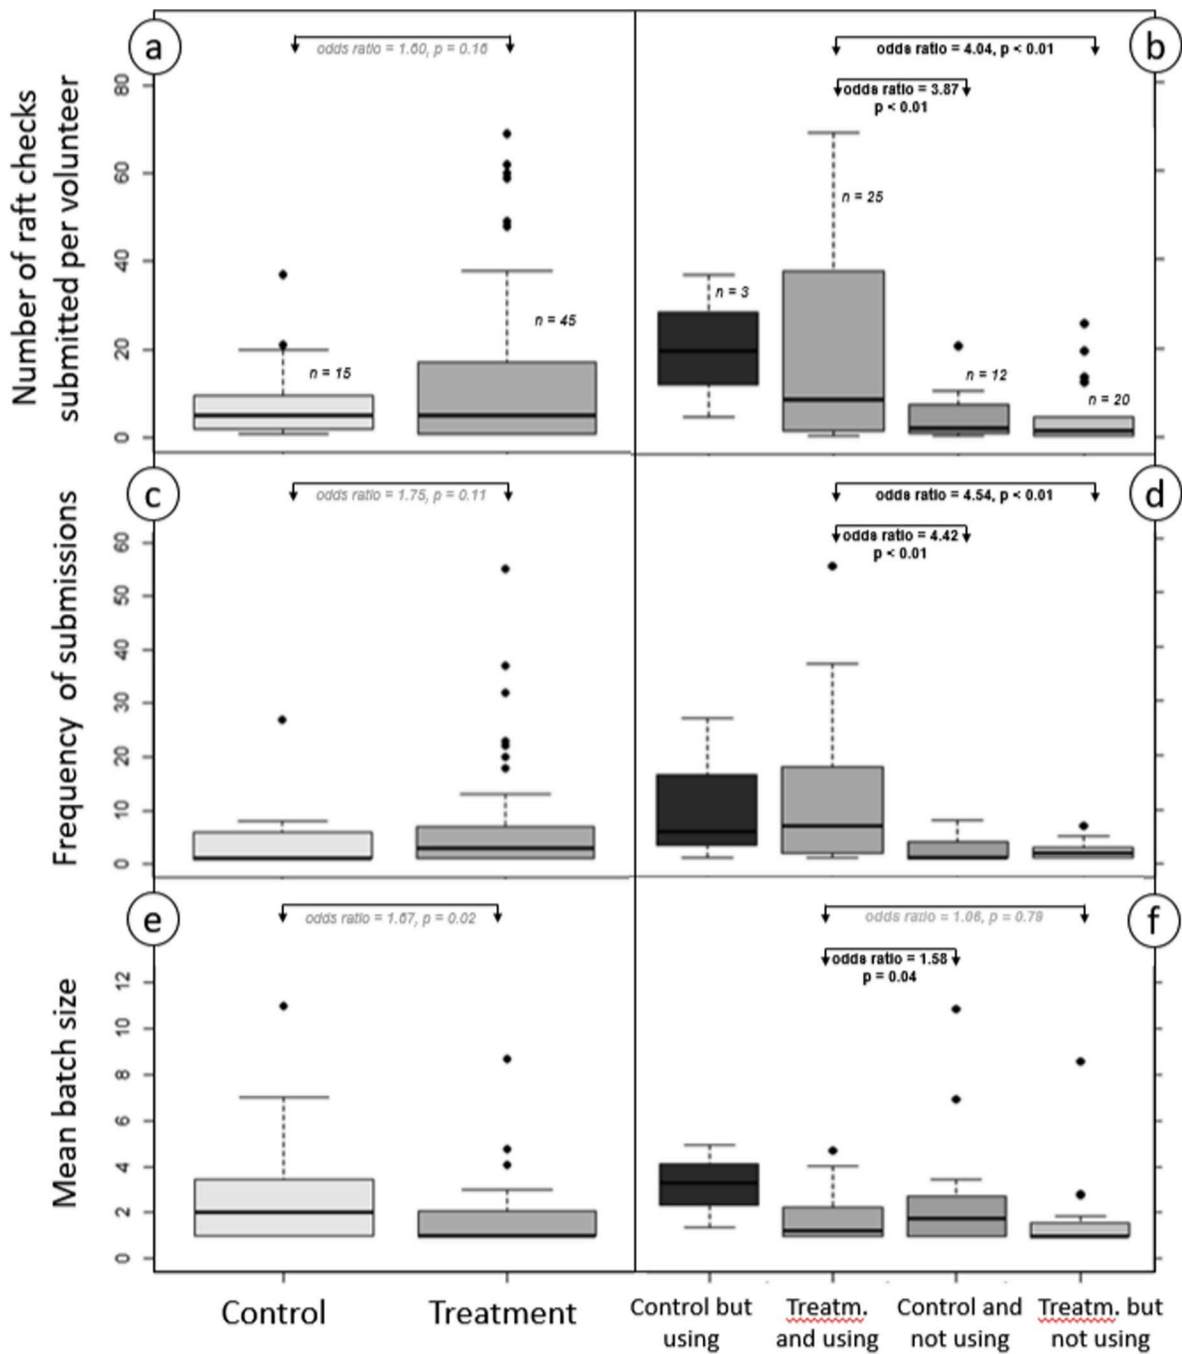 a
odds ratio = 1.60, p = 0.16
b
odds ratio = 4.04, p < 0.01
odds ratio = 3.87
p < 0.01
Number of raft checks
submitted per volunteer
80
60
40
20
0
n = 15
n = 45
n = 3
n = 25
n = 12
n = 20
c
odds ratio = 1.75, p = 0.11
d
odds ratio = 4.54, p < 0.01
odds ratio = 4.42
p < 0.01
Frequency of submissions
60
50
40
30
20
10
0
e
odds ratio = 1.67, p = 0.02
f
odds ratio = 1.06, p = 0.79
odds ratio = 1.58
p = 0.04
Mean batch size
12
10
8
6
4
2
0
Control
Treatment
Control but
using
Treatm.
and using
Control and
not using
Treatm. but
not using